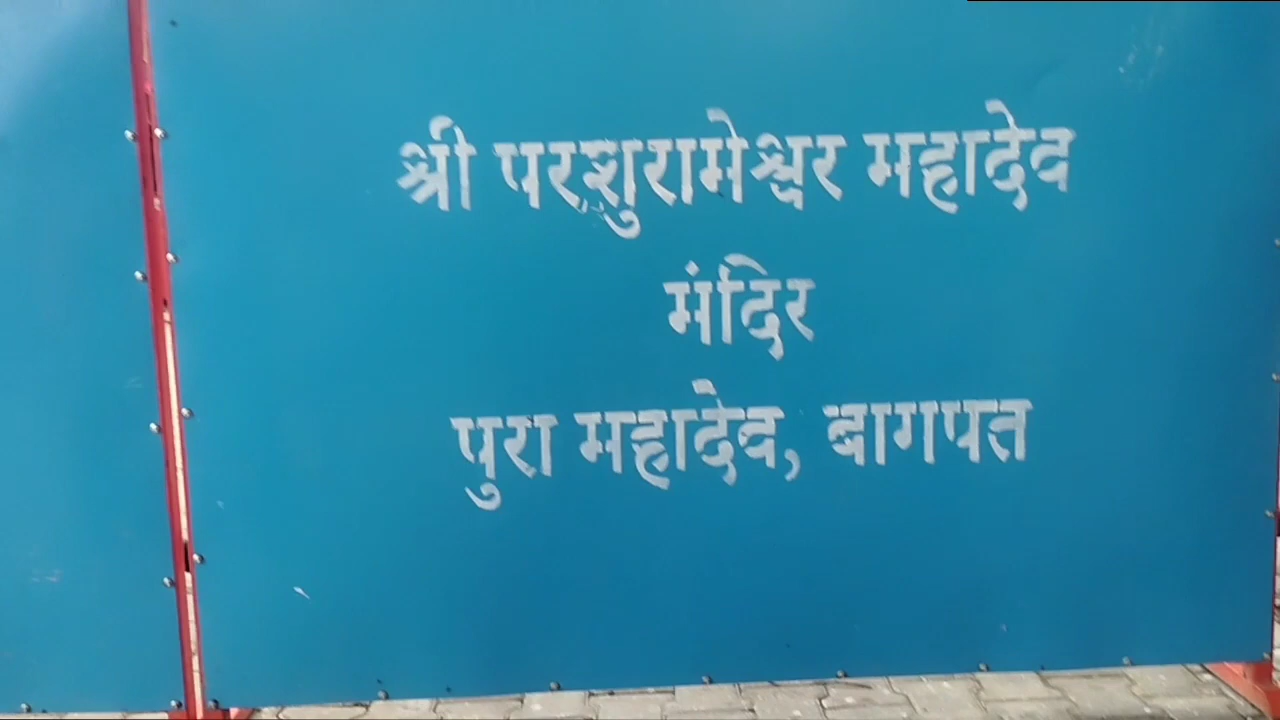 श्री परशुरामेश्वर महादेव
मंदिर
पुरा महादेव, बागपत